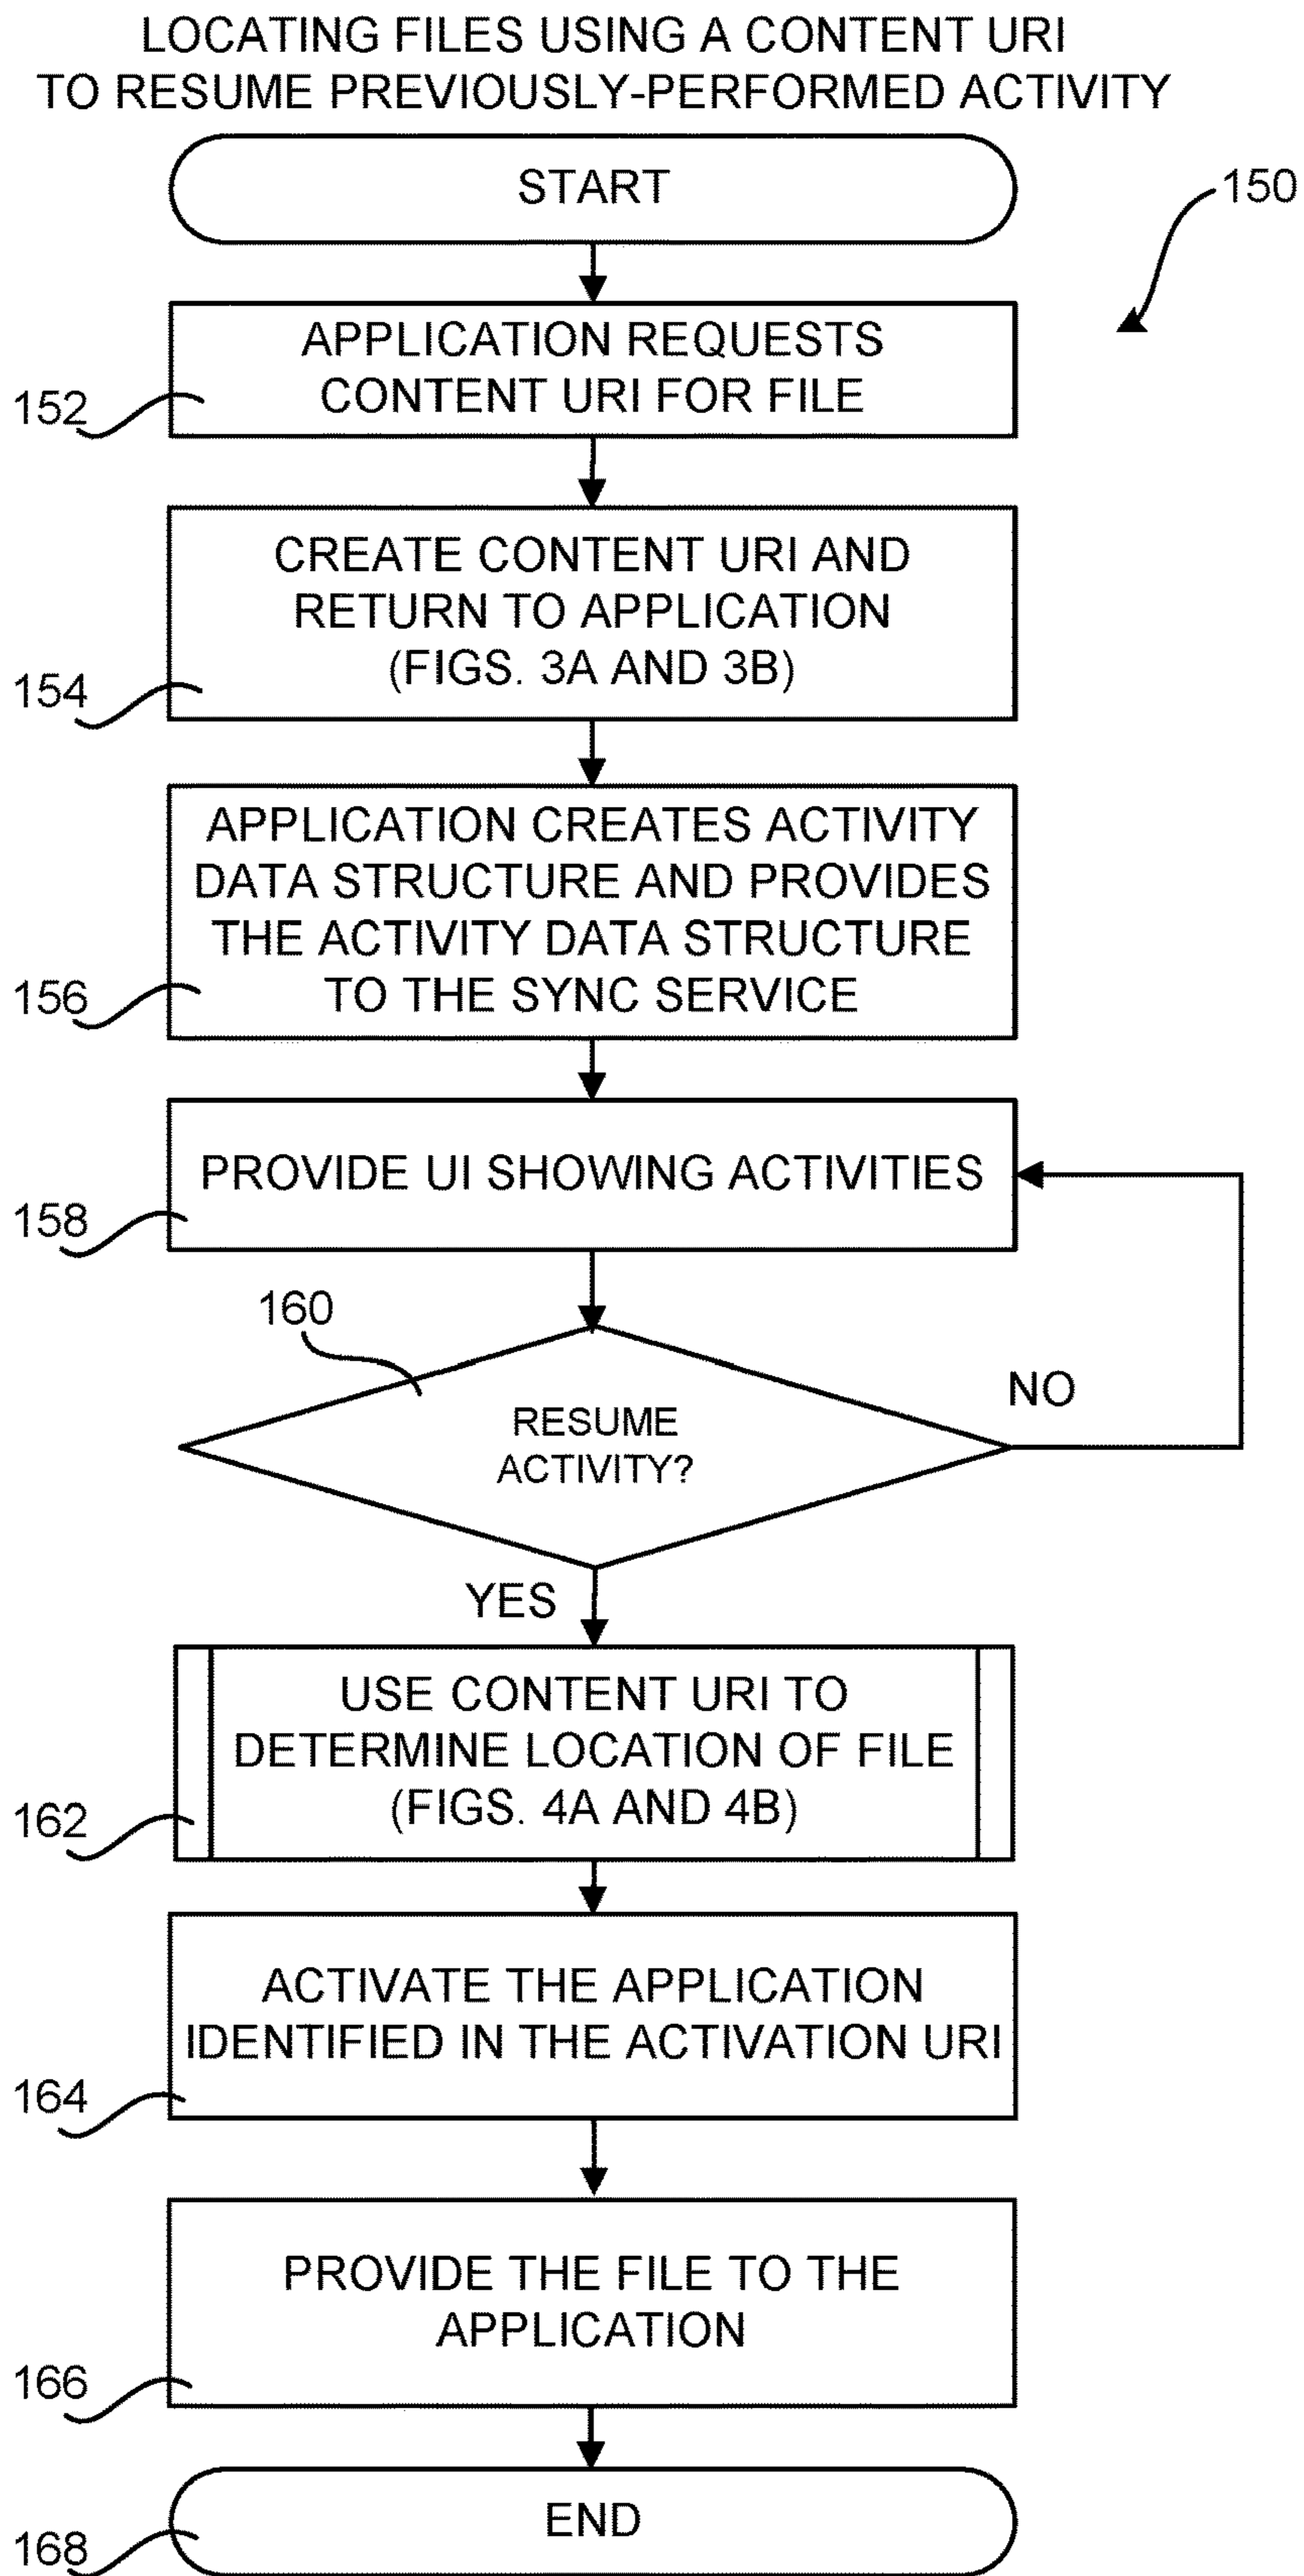 LOCATING FILES USING A CONTENT URI
TO RESUME PREVIOUSLY-PERFORMED ACTIVITY
START
150
APPLICATION REQUESTS
CONTENT URI FOR FILE
152
CREATE CONTENT URI AND
RETURN TO APPLICATION
(FIGS. 3A AND 3B)
154
APPLICATION CREATES ACTIVITY
DATA STRUCTURE AND PROVIDES
THE ACTIVITY DATA STRUCTURE
TO THE SYNC SERVICE
156
PROVIDE UI SHOWING ACTIVITIES
158
160
RESUME
ACTIVITY?
NO
YES
USE CONTENT URI TO
DETERMINE LOCATION OF FILE
(FIGS. 4A AND 4B)
162
ACTIVATE THE APPLICATION
IDENTIFIED IN THE ACTIVATION URI
164
PROVIDE THE FILE TO THE
APPLICATION
166
END
168